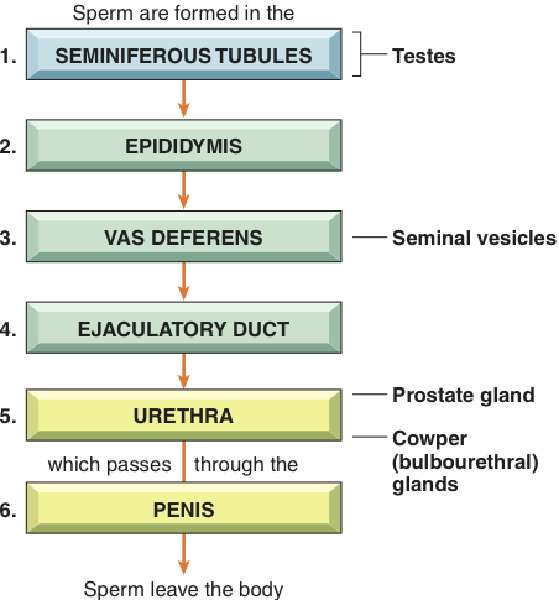 Sperm are formed in the
1. SEMINIFEROUS TUBULES Testes
2. EPIDIDYMIS
3. VAS DEFERENS Seminal vesicles
4. EJACULATORY DUCT
Prostate gland
5. URETHRA
Cowper
(bulbourethral)
glands
which passes through the
6. PENIS
Sperm leave the body